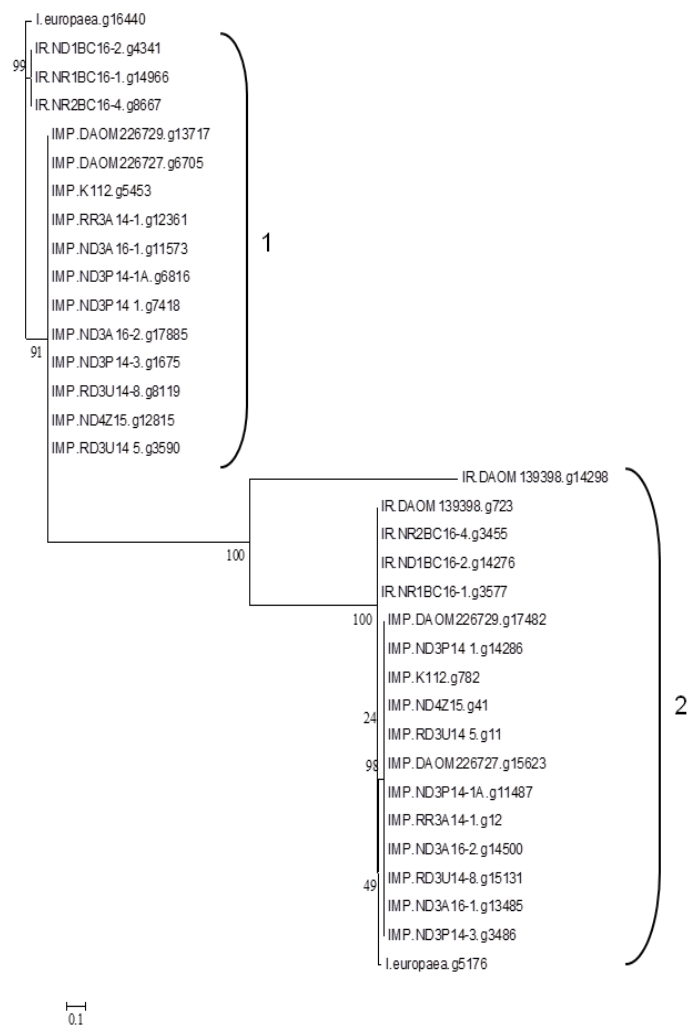 I.europaea.g16440
IR.ND1BC16-2.g4341
99
IR.NR1BC16-1.g14966
IR.NR2BC16-4.g8667
IMP.DAOM226729.g13717
IMP.DAOM226727.g6705
IMP.K112.g5453
IMP.RR3A14-1.g12361
1
IMP.ND3A16-1.g11573
IMP.ND3P14-1A.g6816
IMP.ND3P14 1.g7418
IMP.ND3A16-2.g17885
91
IMP.ND3P14-3.g1675
IMP.RD3U14-8.g8119
IMP.ND4Z15.g12815
IMP.RD3U14 5.g3590
IR.DAOM 139398.g14298
IR.DAOM 139398.g723
IR.NR2BC16-4.g3455
100
IR.ND1BC16-2.g14276
IR.NR1BC16-1.g3577
100
IMP.DAOM226729.g17482
IMP.ND3P14 1.g14286
IMP.K112.g782
IMP.ND4Z15.g41
2
24
IMP.RD3U14 5.g11
IMP.DAOM226727.g15623
98
IMP.ND3P14-1A.g11487
IMP.RR3A14-1.g12
IMP.ND3A16-2.g14500
IMP.RD3U14-8.g15131
49
IMP.ND3A16-1.g13485
IMP.ND3P14-3.g3486
I.europaea.g5176
0.1